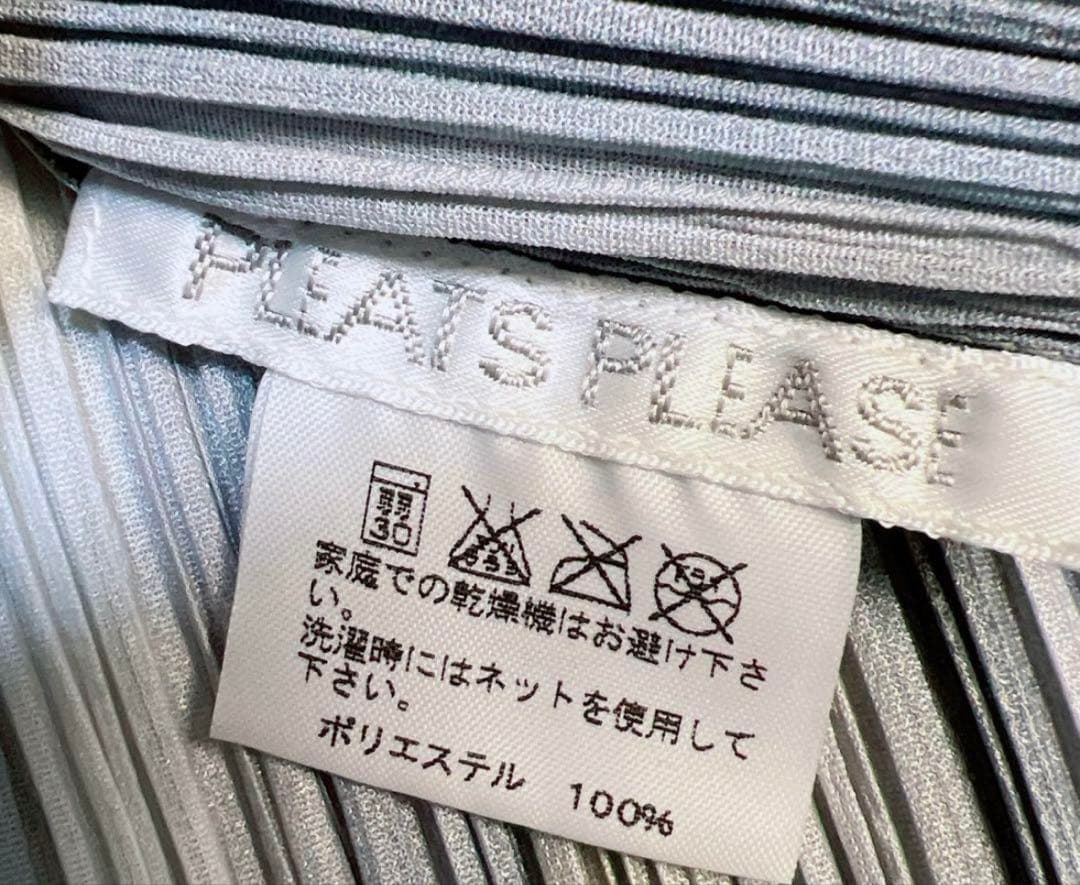 PLEATS PLEASE
弱
30
家庭での乾燥機はお避け下さ
い。
洗濯時にはネットを使用して
下さい。
ポリエステル 100%